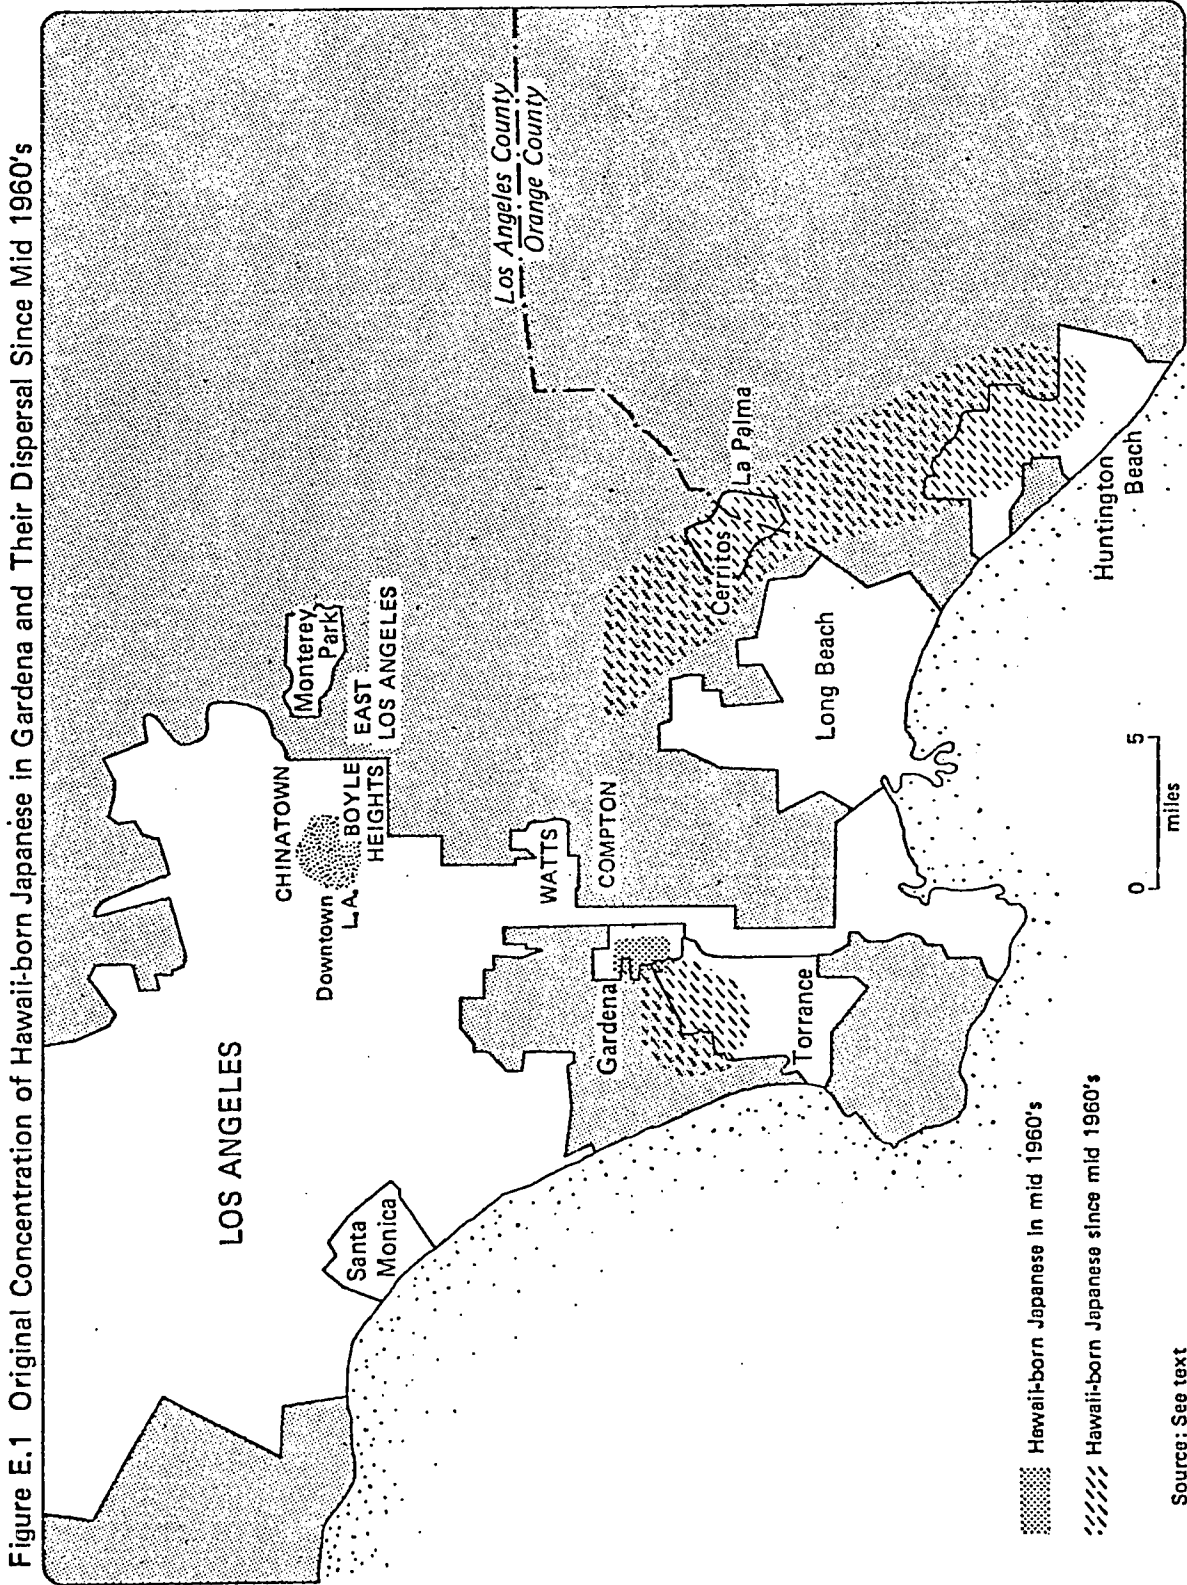 Figure E.1 Original Concentration of Hawaii-born Japanese in Gardena and Their Dispersal Since Mid 1960's
LOS ANGELES
Santa
Monica
CHINATOWN
Downtown
L.A.
BOYLE
HEIGHTS
Monterey
Park
EAST
LOS ANGELES
WATTS
COMPTON
Gardena
Torrance
Long Beach
Cerritos
La Palma
Los Angeles County
Orange County
Huntington
Beach
Hawaii-born Japanese in mid 1960's
Hawaii-born Japanese since mid 1960's
0 5
miles
Source: See text